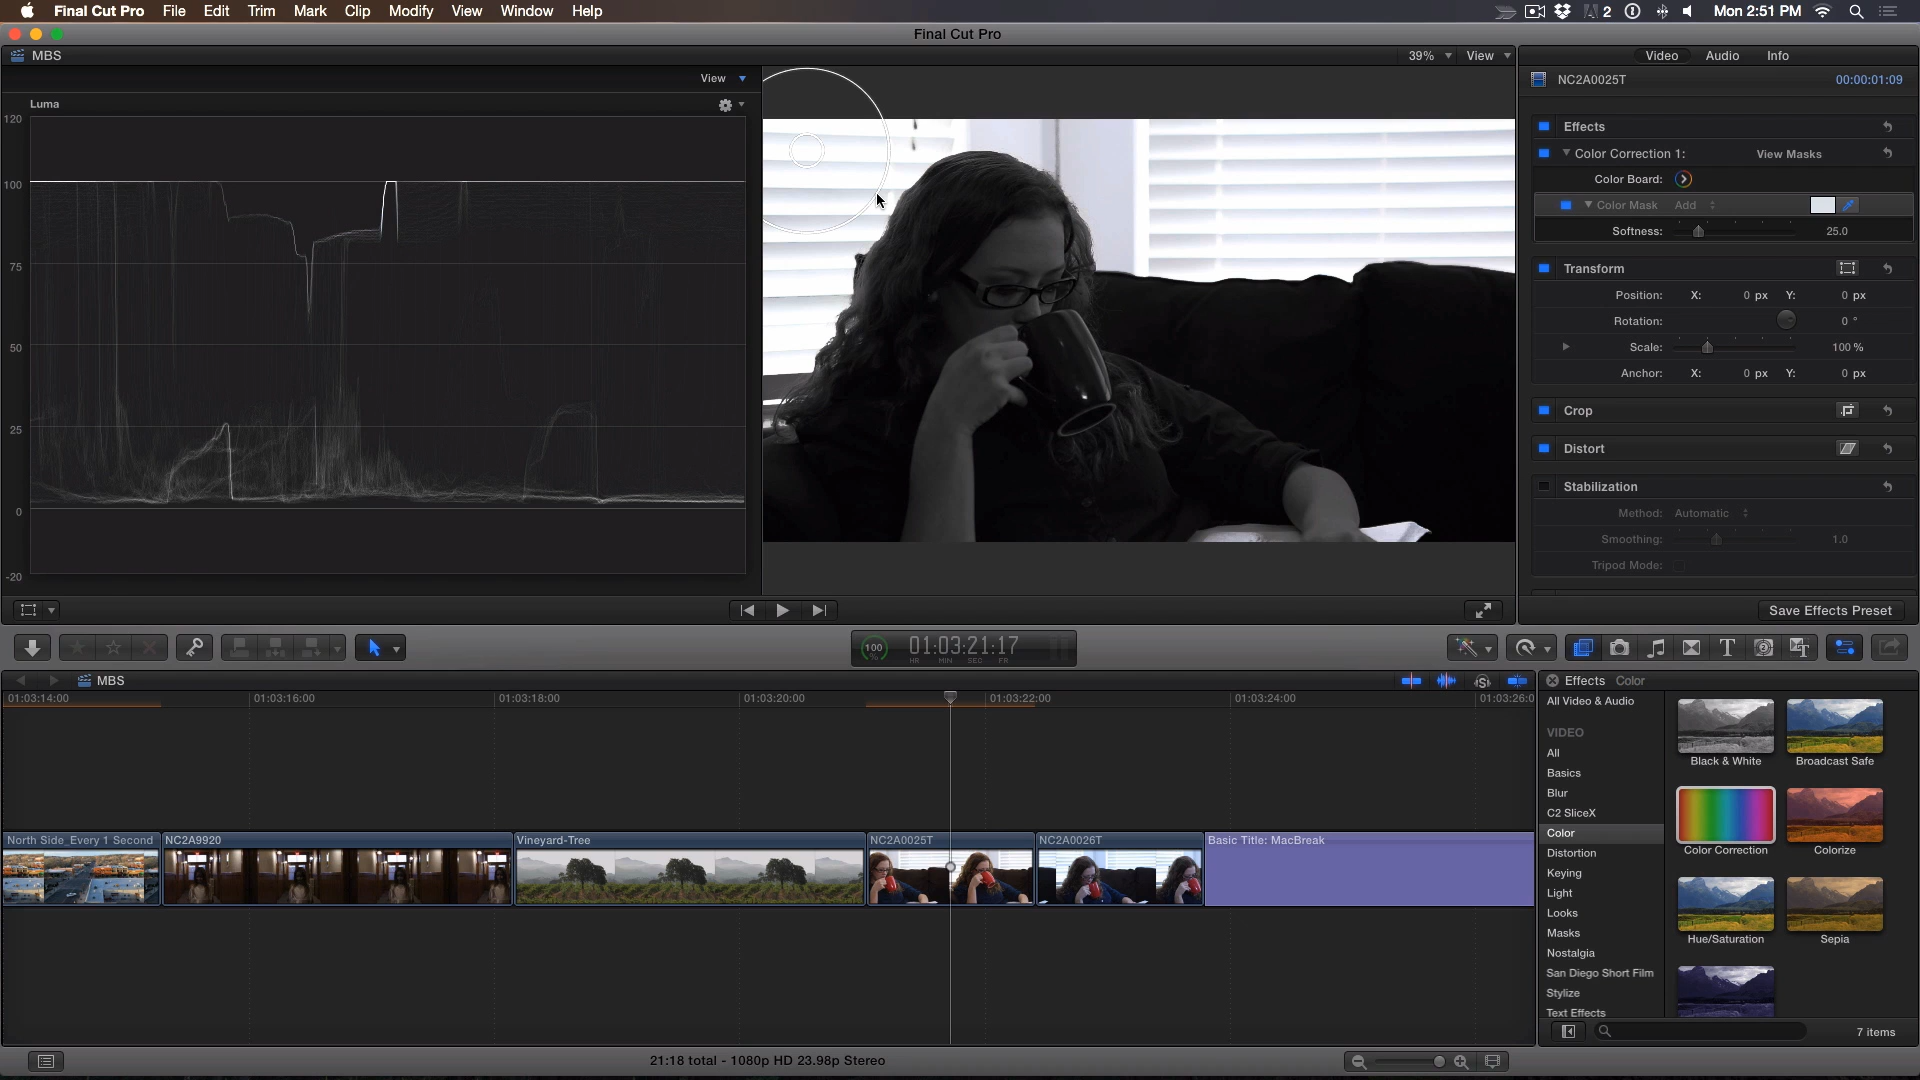 Final Cut Pro File Edit Trim Mark Clip Modify View Window Help 2 Mon 2:51 PM
Final Cut Pro
MBS 39% View Video Audio Info
View NC2A0025T 00:00:01:09
Luma
120
100
75
50
25
0
-20
Effects
Color Correction 1: View Masks
Color Board:
Color Mask Add
Softness: 25.0
Transform
Position: X: 0 px Y: 0 px
Rotation: 0 °
Scale: 100 %
Anchor: X: 0 px Y: 0 px
Crop
Distort
Stabilization
Method: Automatic
Smoothing: 1.0
Tripod Mode:
Save Effects Preset
100 % 01:03:21:17
HR MIN SEC FR
MBS
01:03:14:00 01:03:16:00 01:03:18:00 01:03:20:00 01:03:22:00 01:03:24:00 01:03:26:0
North Side_Every 1 Second NC2A9920 Vineyard-Tree NC2A0025T NC2A0026T Basic Title: MacBreak
Effects Color
All Video & Audio
VIDEO
All
Basics
Blur
C2 SliceX
Color
Distortion
Keying
Light
Looks
Masks
Nostalgia
San Diego Short Film
Stylize
Text Effects
Black & White Broadcast Safe
Color Correction Colorize
Hue/Saturation Sepia
7 items
21:18 total - 1080p HD 23.98p Stereo